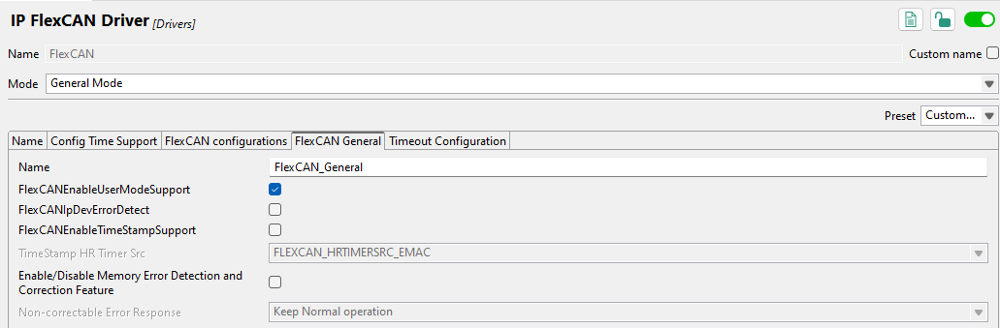 IP FlexCAN Driver [Drivers]
Name FlexCAN Custom name
Mode General Mode
Preset Custom...
Name Config Time Support FlexCAN configurations FlexCAN General Timeout Configuration
Name FlexCAN_General
FlexCANEnableUserModeSupport
FlexCANIpDevErrorDetect
FlexCANEnableTimeStampSupport
TimeStamp HR Timer Src FLEXCAN_HRTIMERSRC_EMAC
Enable/Disable Memory Error Detection and
Correction Feature
Non-correctable Error Response Keep Normal operation